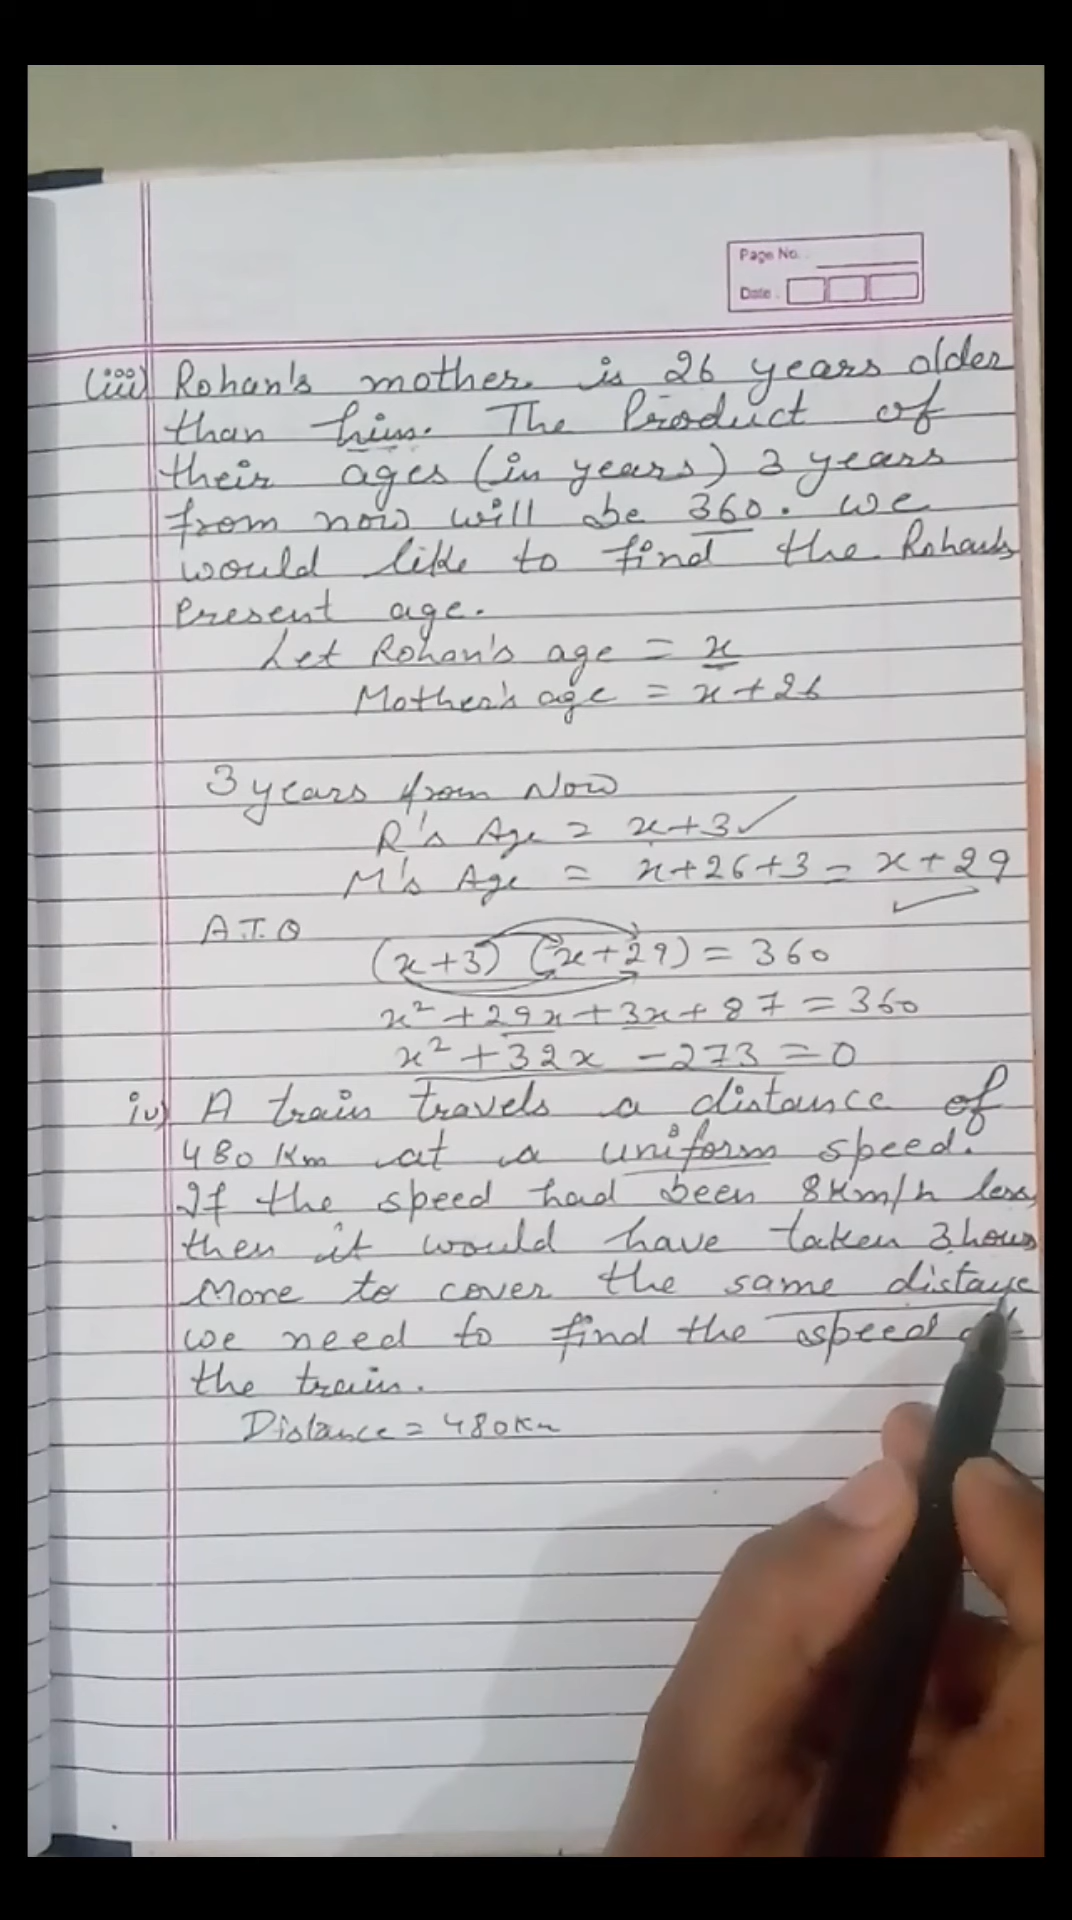 Page No.
Date.
(iii) Rohan's mother is 26 years older
than him. The Product of
their ages (in years) 3 years
from now will be 360. We
would like to find the Rohan's
Present age.
Let Rohan's age = x
Mother's age = x+26
3 years from Now
R's Age = x+3✓
M's Age = x+26+3 = x+29
A.T.Q
(x+3) (x+29) = 360
x² +29x+3x+87 = 360
x² +32x -273 = 0
iv) A train travels a distance of
480 Km at a uniform speed.
If the speed had been 8Km/h less
then it would have taken 3 hours
More to cover the same distance
we need to find the speed
the train.
Distance = 480Km